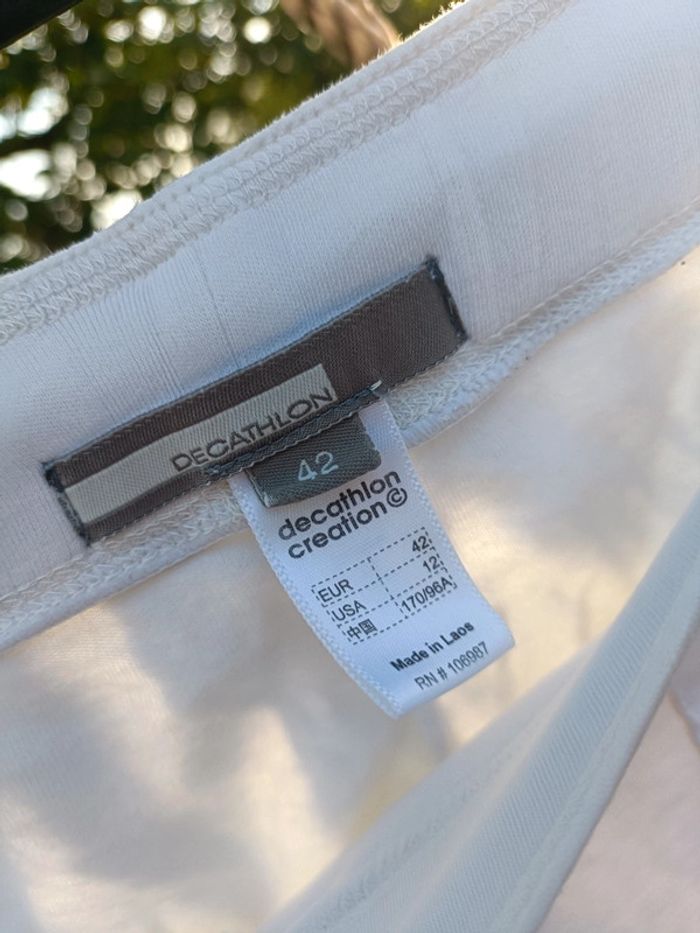 DECATHLON
42
decathlon
creation©
EUR 42
USA 12
中国 170/96A
Made in Laos
RN # 106987